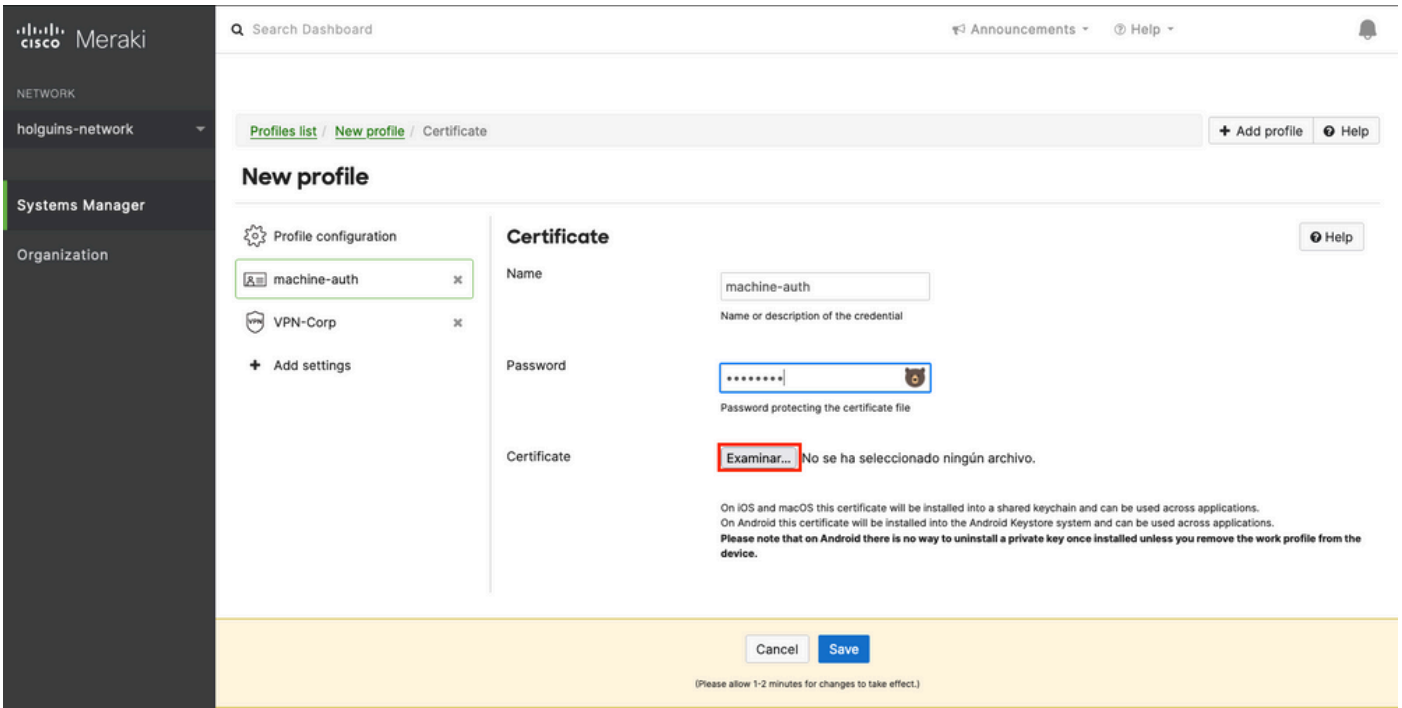 cisco Meraki
Search Dashboard
Announcements
Help
NETWORK
holguins-network
Systems Manager
Organization
Profiles list / New profile / Certificate
+ Add profile
Help
New profile
Profile configuration
machine-auth
VPN
VPN-Corp
+ Add settings
Certificate
Help
Name
machine-auth
Name or description of the credential
Password
••••••••
Password protecting the certificate file
Certificate
Examinar... No se ha seleccionado ningún archivo.
On iOS and macOS this certificate will be installed into a shared keychain and can be used across applications.
On Android this certificate will be installed into the Android Keystore system and can be used across applications.
Please note that on Android there is no way to uninstall a private key once installed unless you remove the work profile from the
device.
Cancel
Save
(Please allow 1-2 minutes for changes to take effect.)